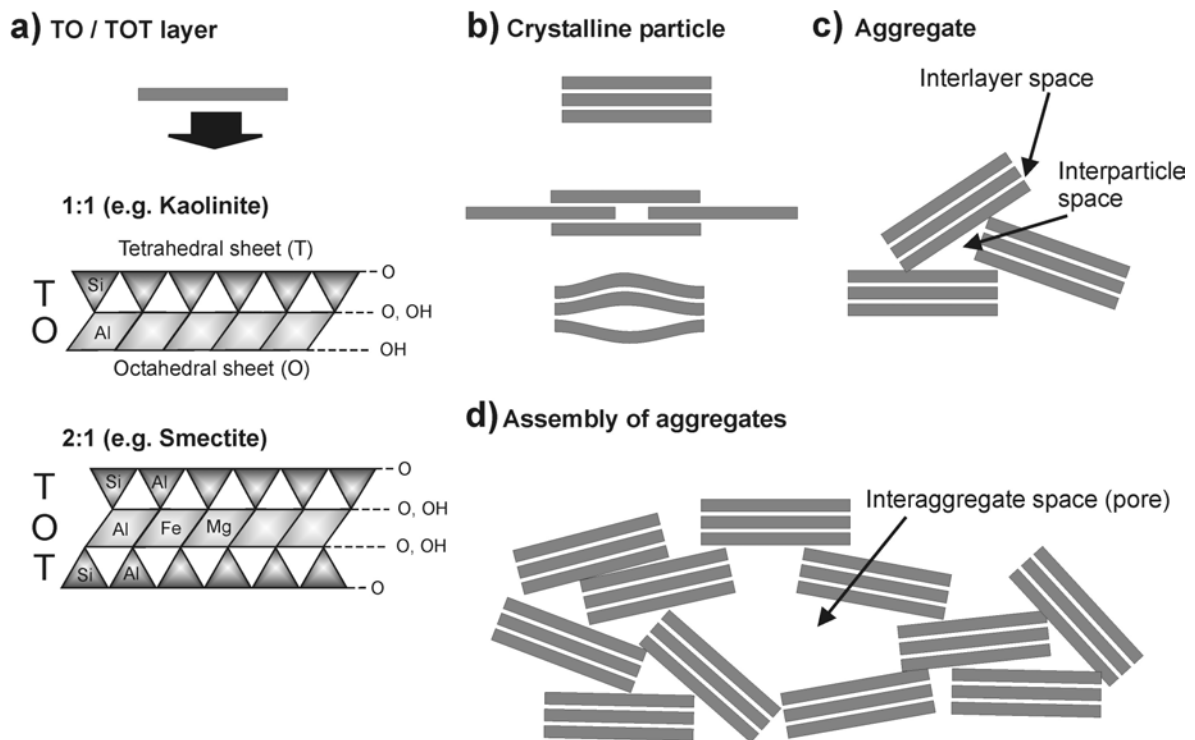 a) TO / TOT layer
1:1 (e.g. Kaolinite)
Tetrahedral sheet (T)
T
O
Si
Al
O
O, OH
OH
Octahedral sheet (O)
2:1 (e.g. Smectite)
T
O
T
Si Al
Al Fe Mg
Si Al
O
O, OH
O, OH
O
b) Crystalline particle
c) Aggregate
Interlayer space
Interparticle
space
d) Assembly of aggregates
Interaggregate space (pore)